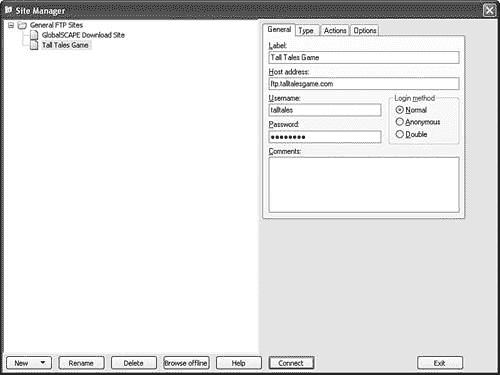 Site Manager
General FTP Sites
GlobalSCAPE Download Site
Tall Tales Game
General Type Actions Options
Label:
Tall Tales Game
Host address:
ftp.talltalesgame.com
Username:
talltales
Password:
●●●●●●●●
Login method
Normal
Anonymous
Double
Comments:
New Rename Delete Browse offline Help Connect Exit